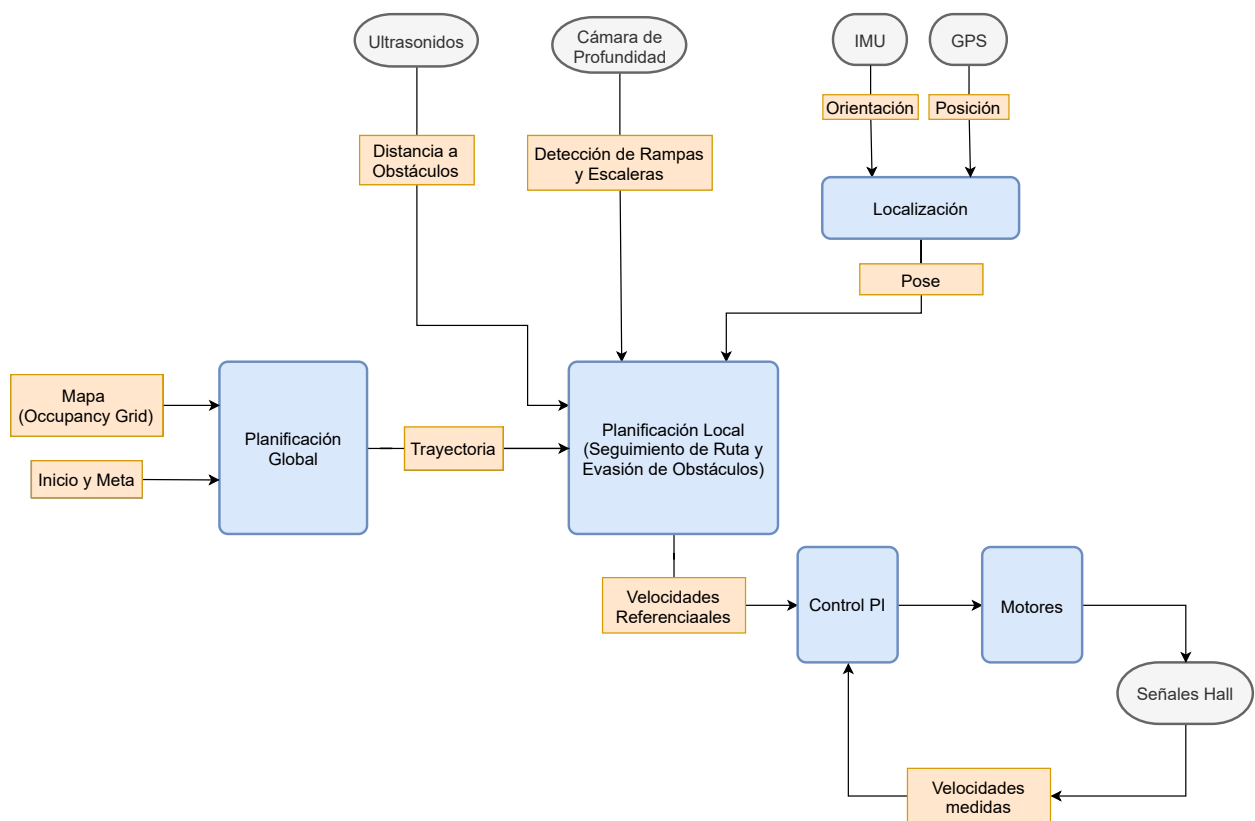 Ultrasonidos
Cámara de
Profundidad
IMU
GPS
Orientación
Posición
Distancia a
Obstáculos
Detección de Rampas
y Escaleras
Localización
Pose
Mapa
(Occupancy Grid)
Inicio y Meta
Planificación
Global
Trayectoria
Planificación Local
(Seguimiento de Ruta y
Evasión de Obstáculos)
Velocidades
Referenciaales
Control PI
Motores
Señales Hall
Velocidades
medidas